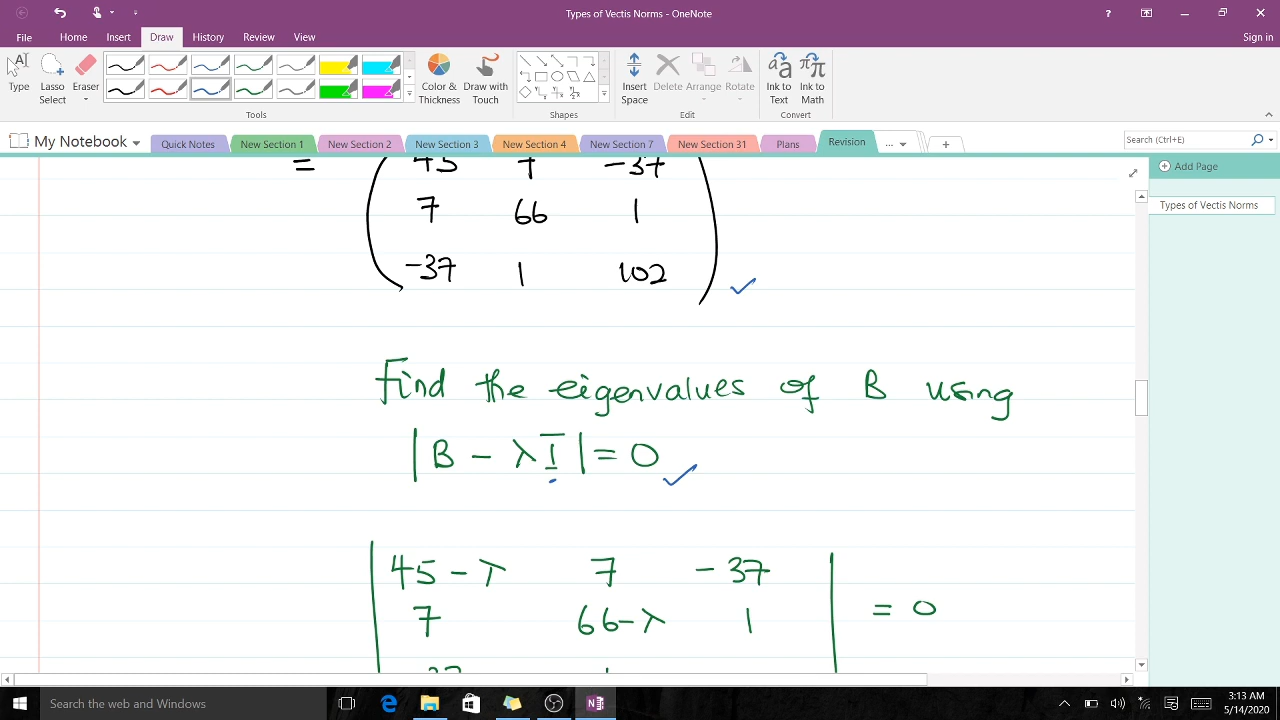 Types of Vectis Norms - OneNote
File Home Insert Draw History Review View Sign in
Type Lasso Select Eraser Color & Thickness Draw with Touch Insert Space Delete Arrange Rotate Ink to Text Ink to Math
Tools Shapes Edit Convert
My Notebook Quick Notes New Section 1 New Section 2 New Section 3 New Section 4 New Section 7 New Section 31 Plans Revision ... + Search (Ctrl+E)
Add Page
Types of Vectis Norms
= 45 7 -37
7 66 1
-37 1 102 ✓
Find the eigenvalues of B using
|B - λI| = 0 ✓
45-λ 7 -37
7 66-λ 1 = 0
-37 1
Search the web and Windows
3:13 AM
5/14/2020